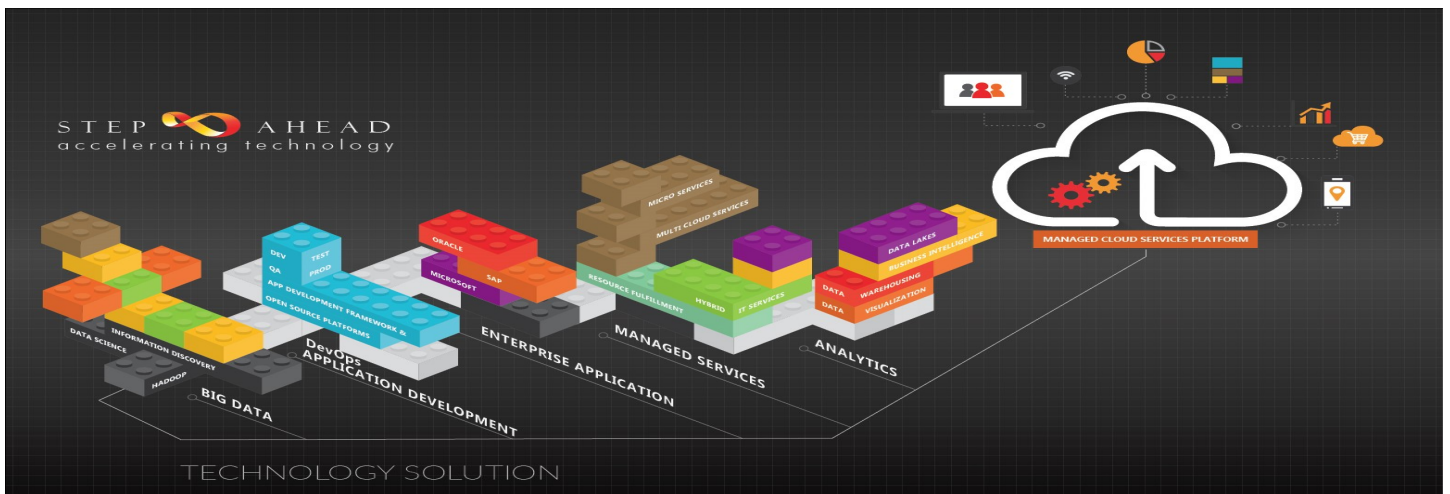 STEP AHEAD
accelerating technology
DATA SCIENCE
INFORMATION DISCOVERY
HADOOP
BIG DATA
DEV
TEST
QA
PROD
APP DEVELOPMENT FRAMEWORK &
OPEN SOURCE PLATFORMS
DevOps
APPLICATION DEVELOPMENT
ORACLE
MICROSOFT
SAP
ENTERPRISE APPLICATION
MICRO SERVICES
MULTI CLOUD SERVICES
RESOURCE FULFILLMENT
HYBRID
IT SERVICES
MANAGED SERVICES
DATA LAKES
BUSINESS INTELLIGENCE
DATA WAREHOUSING
DATA VISUALIZATION
ANALYTICS
MANAGED CLOUD SERVICES PLATFORM
TECHNOLOGY SOLUTION